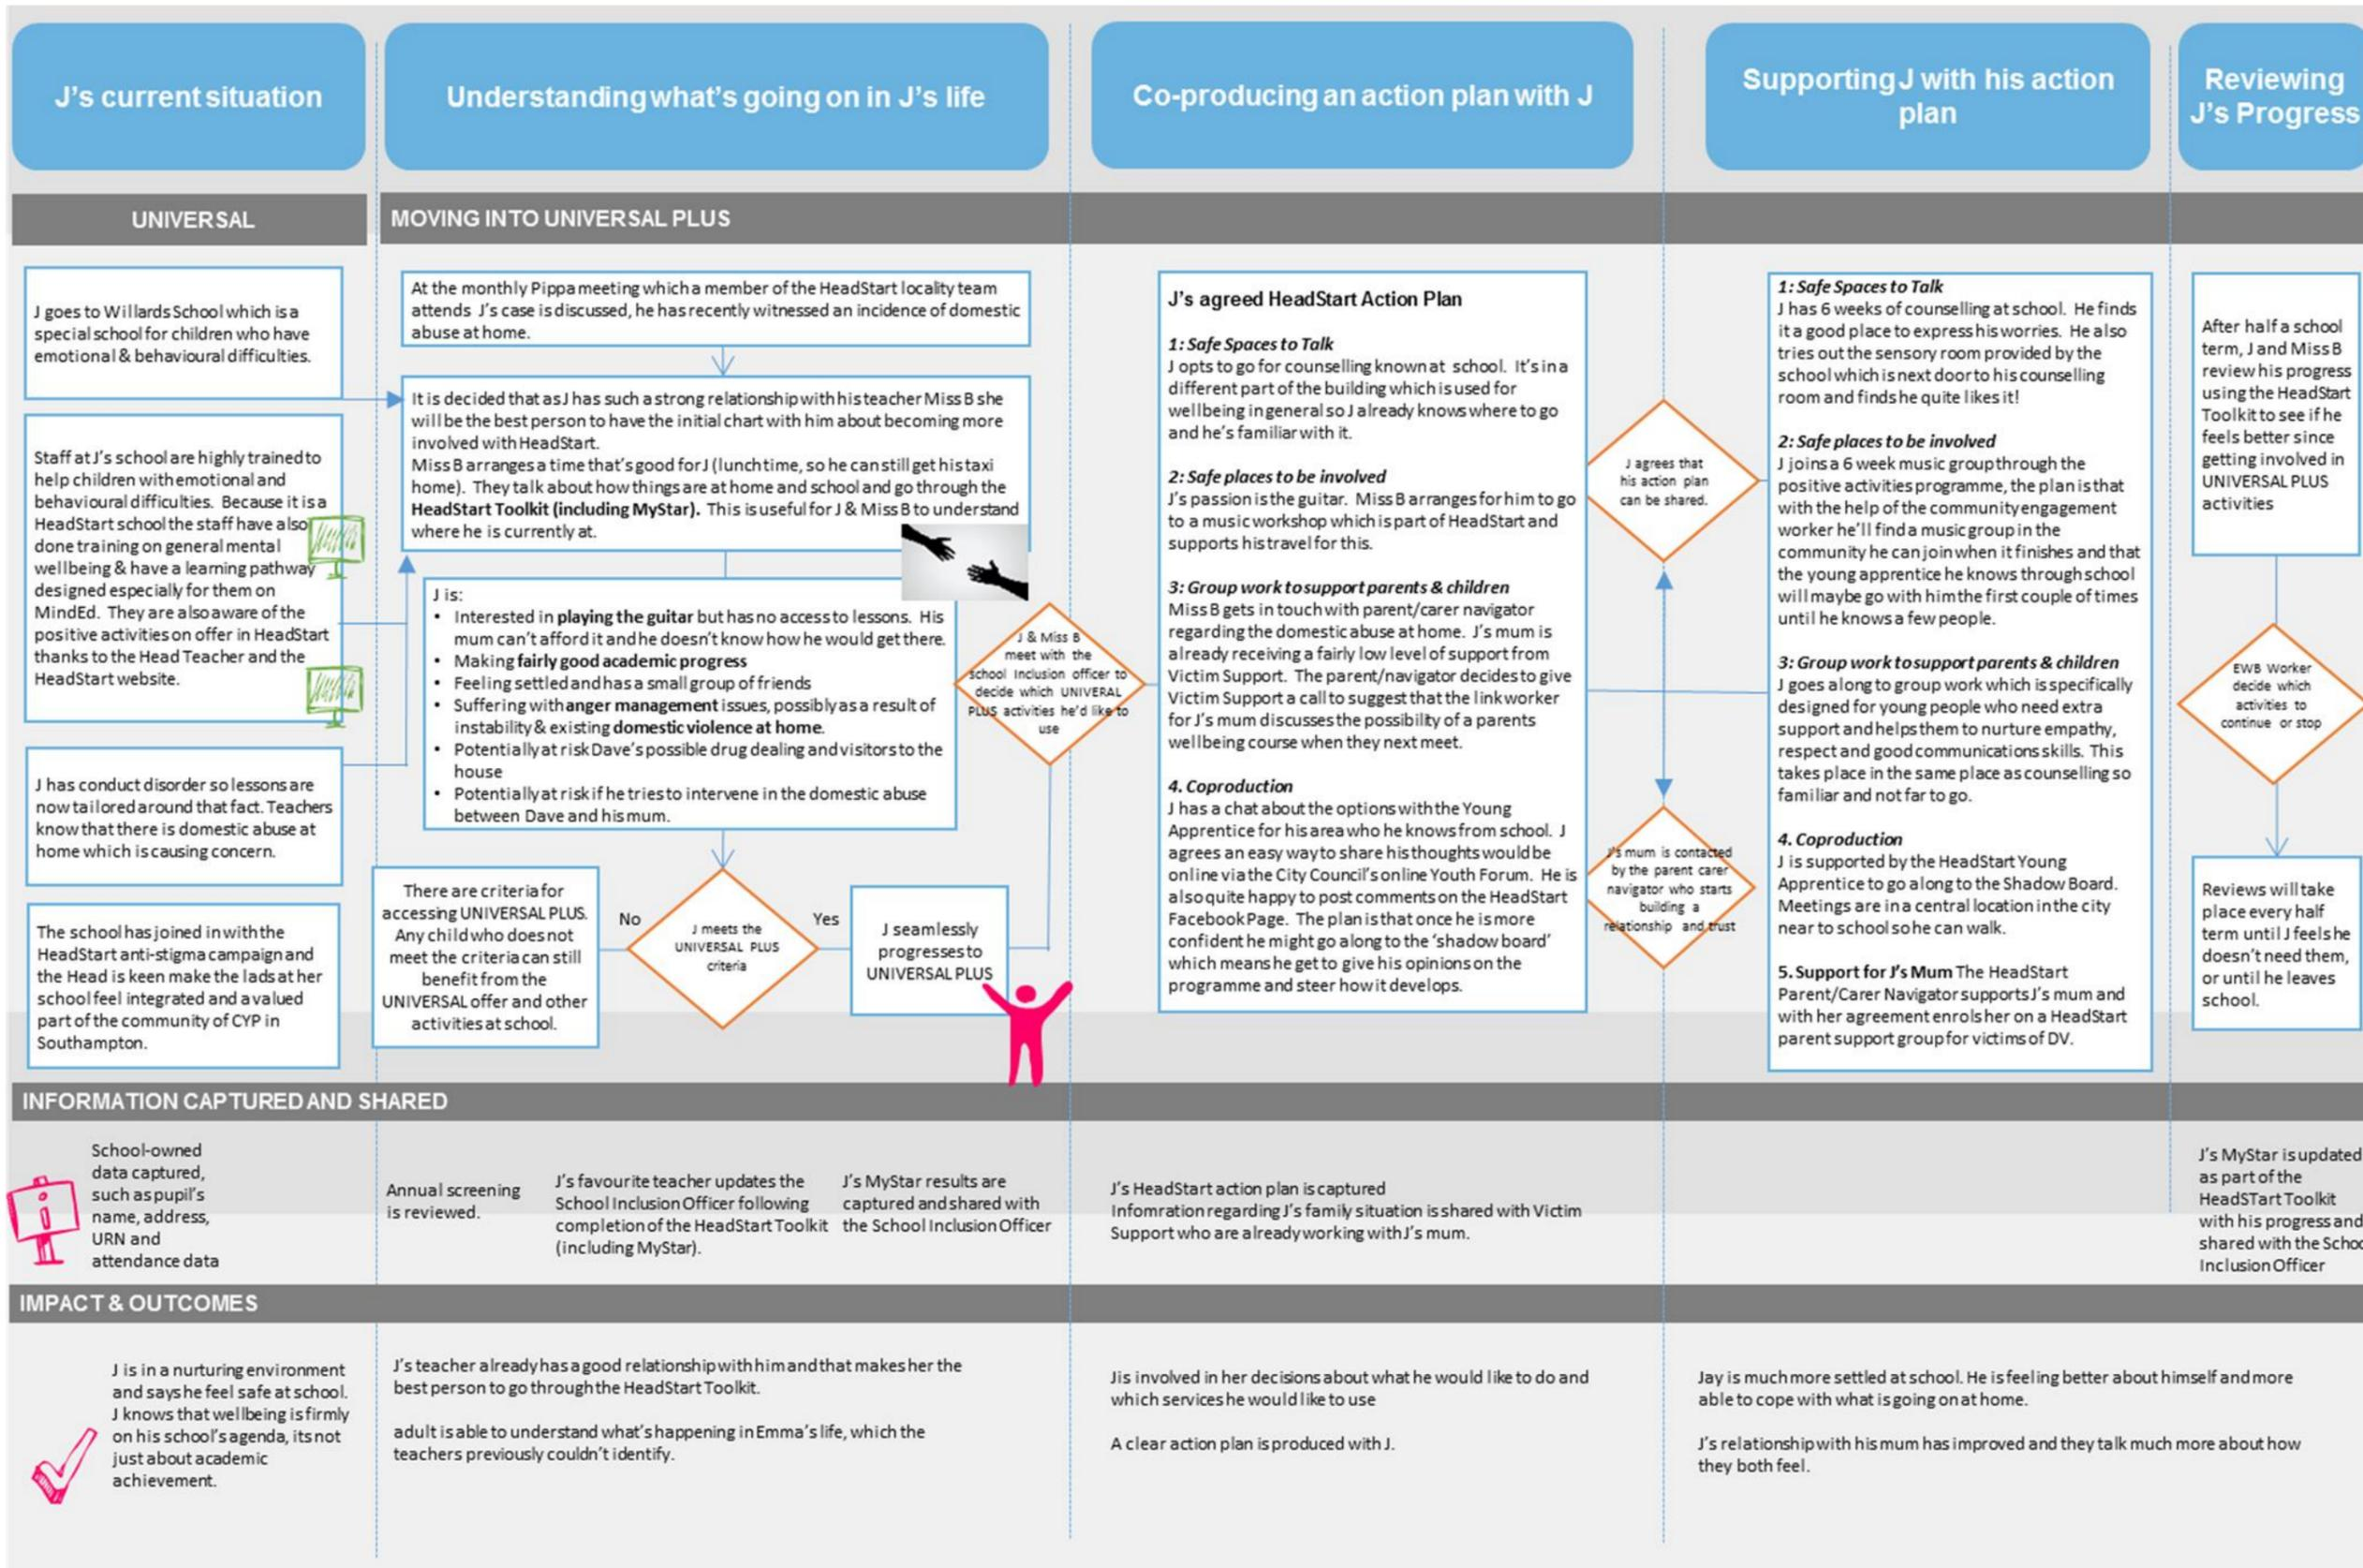 J's current situation
Understanding what's going on in J's life
Co-producing an action plan with J
Supporting J with his action
plan
Reviewing
J's Progress
UNIVERSAL
MOVING INTO UNIVERSAL PLUS
J goes to Willards School which is a
special school for children who have
emotional & behavioural difficulties.
Staff at J's school are highly trained to
help children with emotional and
behavioural difficulties. Because it is a
HeadStart school the staff have also
done training on general mental
wellbeing & have a learning pathway
designed especially for them on
MindEd. They are also aware of the
positive activities on offer in HeadStart
thanks to the Head Teacher and the
HeadStart website.
J has conduct disorder so lessons are
now tailored around that fact. Teachers
know that there is domestic abuse at
home which is causing concern.
The school has joined in with the
HeadStart anti-stigma campaign and
the Head is keen make the lads at her
school feel integrated and a valued
part of the community of CYP in
Southampton.
At the monthly Pippa meeting which a member of the HeadStart locality team
attends J's case is discussed, he has recently witnessed an incidence of domestic
abuse at home.
It is decided that as J has such a strong relationship with his teacher Miss B she
will be the best person to have the initial chart with him about becoming more
involved with HeadStart.
Miss B arranges a time that's good for J (lunch time, so he can still get his taxi
home). They talk about how things are at home and school and go through the
HeadStart Toolkit (including MyStar). This is useful for J & Miss B to understand
where he is currently at.
J is:
• Interested in playing the guitar but has no access to lessons. His
mum can't afford it and he doesn't know how he would get there.
• Making fairly good academic progress
• Feeling settled and has a small group of friends
• Suffering with anger management issues, possibly as a result of
instability & existing domestic violence at home.
• Potentially at risk Dave's possible drug dealing and visitors to the
house
• Potentially at risk if he tries to intervene in the domestic abuse
between Dave and his mum.
There are criteria for
accessing UNIVERSAL PLUS.
Any child who does not
meet the criteria can still
benefit from the
UNIVERSAL offer and other
activities at school.
No
J meets the
UNIVERSAL PLUS
criteria
Yes
J seamlessly
progresses to
UNIVERSAL PLUS
J & Miss B
meet with the
school Inclusion officer to
decide which UNIVERAL
PLUS activities he'd like to
use
J's agreed HeadStart Action Plan
1: Safe Spaces to Talk
J opts to go for counselling known at school. It's in a
different part of the building which is used for
wellbeing in general so J already knows where to go
and he's familiar with it.
2: Safe places to be involved
J's passion is the guitar. Miss B arranges for him to go
to a music workshop which is part of HeadStart and
supports his travel for this.
3: Group work to support parents & children
Miss B gets in touch with parent/carer navigator
regarding the domestic abuse at home. J's mum is
already receiving a fairly low level of support from
Victim Support. The parent/navigator decides to give
Victim Support a call to suggest that the link worker
for J's mum discusses the possibility of a parents
wellbeing course when they next meet.
4. Coproduction
J has a chat about the options with the Young
Apprentice for his area who he knows from school. J
agrees an easy way to share his thoughts would be
online via the City Council's online Youth Forum. He is
also quite happy to post comments on the HeadStart
Facebook Page. The plan is that once he is more
confident he might go along to the 'shadow board'
which means he get to give his opinions on the
programme and steer how it develops.
J agrees that
his action plan
can be shared.
J's mum is contacted
by the parent carer
navigator who starts
building a
relationship and trust
1: Safe Spaces to Talk
J has 6 weeks of counselling at school. He finds
it a good place to express his worries. He also
tries out the sensory room provided by the
school which is next door to his counselling
room and finds he quite likes it!
2: Safe places to be involved
J joins a 6 week music group through the
positive activities programme, the plan is that
with the help of the community engagement
worker he'll find a music group in the
community he can join when it finishes and that
the young apprentice he knows through school
will maybe go with him the first couple of times
until he knows a few people.
3: Group work to support parents & children
J goes along to group work which is specifically
designed for young people who need extra
support and helps them to nurture empathy,
respect and good communications skills. This
takes place in the same place as counselling so
familiar and not far to go.
4. Coproduction
J is supported by the HeadStart Young
Apprentice to go along to the Shadow Board.
Meetings are in a central location in the city
near to school so he can walk.
5. Support for J's Mum The HeadStart
Parent/Carer Navigator supports J's mum and
with her agreement enrols her on a HeadStart
parent support group for victims of DV.
After half a school
term, J and Miss B
review his progress
using the HeadStart
Toolkit to see if he
feels better since
getting involved in
UNIVERSAL PLUS
activities
EWB Worker
decide which
activities to
continue or stop
Reviews will take
place every half
term until J feels he
doesn't need them,
or until he leaves
school.
INFORMATION CAPTURED AND SHARED
School-owned
data captured,
such as pupil's
name, address,
URN and
attendance data
Annual screening
is reviewed.
J's favourite teacher updates the
School Inclusion Officer following
completion of the HeadStart Toolkit
(including MyStar).
J's MyStar results are
captured and shared with
the School Inclusion Officer
J's HeadStart action plan is captured
Infomration regarding J's family situation is shared with Victim
Support who are already working with J's mum.
J's MyStar is updated
as part of the
HeadSTart Toolkit
with his progress and
shared with the Schoo
Inclusion Officer
IMPACT & OUTCOMES
J is in a nurturing environment
and says he feel safe at school.
J knows that wellbeing is firmly
on his school's agenda, its not
just about academic
achievement.
J's teacher already has a good relationship with him and that makes her the
best person to go through the HeadStart Toolkit.
adult is able to understand what's happening in Emma's life, which the
teachers previously couldn't identify.
Jis involved in her decisions about what he would like to do and
which services he would like to use
A clear action plan is produced with J.
Jay is much more settled at school. He is feeling better about himself and more
able to cope with what is going on at home.
J's relationship with his mum has improved and they talk much more about how
they both feel.